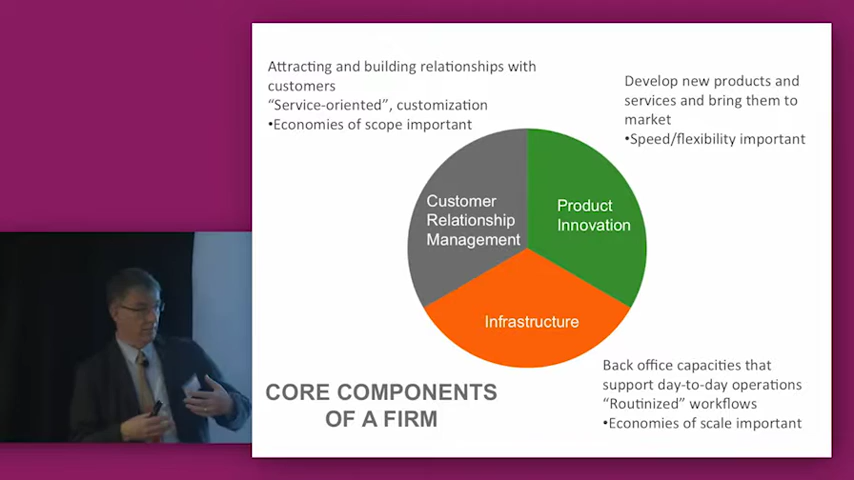 Attracting and building relationships with
customers
“Service-oriented”, customization
•Economies of scope important
Develop new products and
services and bring them to
market
•Speed/flexibility important
Customer
Relationship
Management
Product
Innovation
Infrastructure
CORE COMPONENTS
OF A FIRM
Back office capacities that
support day-to-day operations
“Routinized” workflows
•Economies of scale important